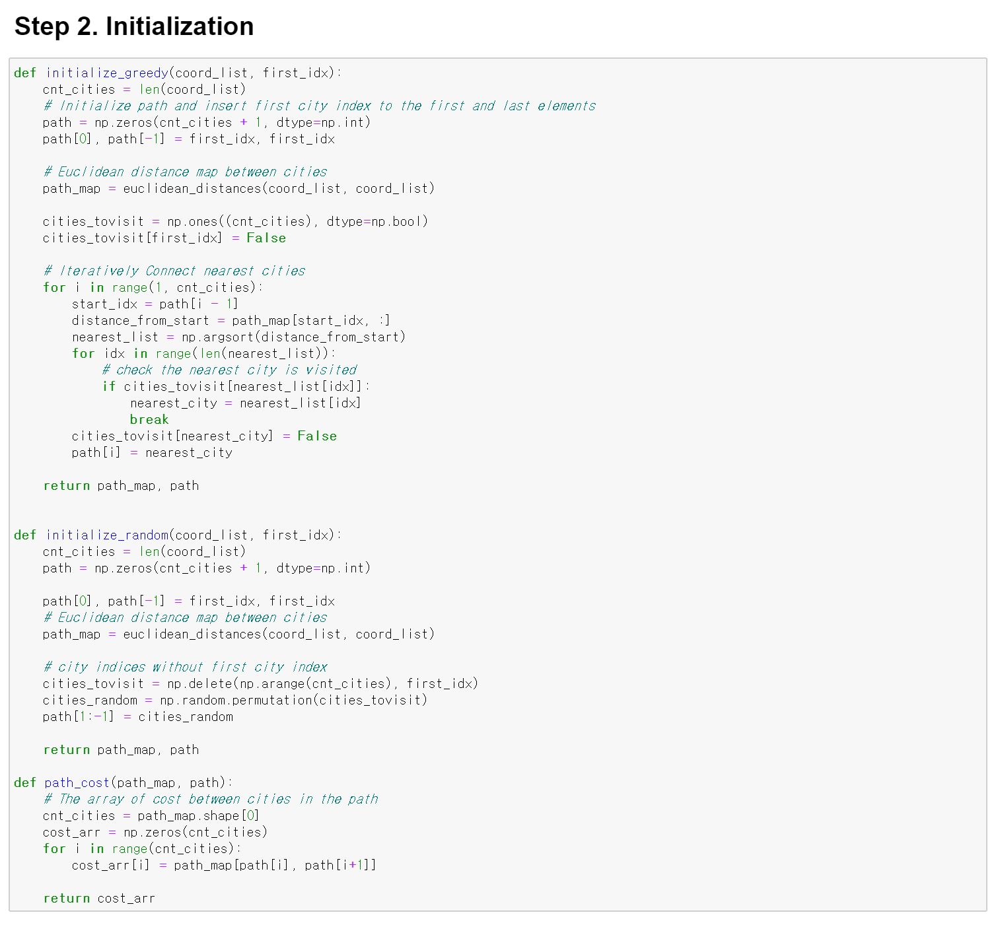 Step 2. Initialization
def initialize_greedy(coord_list, first_idx):
    cnt_cities = len(coord_list)
    # Initialize path and insert first city index to the first and last elements
    path = np.zeros(cnt_cities + 1, dtype=np.int)
    path[0], path[-1] = first_idx, first_idx

    # Euclidean distance map between cities
    path_map = euclidean_distances(coord_list, coord_list)

    cities_tovisit = np.ones((cnt_cities), dtype=np.bool)
    cities_tovisit[first_idx] = False

    # Iteratively Connect nearest cities
    for i in range(1, cnt_cities):
        start_idx = path[i - 1]
        distance_from_start = path_map[start_idx, :]
        nearest_list = np.argsort(distance_from_start)
        for idx in range(len(nearest_list)):
            # check the nearest city is visited
            if cities_tovisit[nearest_list[idx]]:
                nearest_city = nearest_list[idx]
                break
        cities_tovisit[nearest_city] = False
        path[i] = nearest_city

    return path_map, path


def initialize_random(coord_list, first_idx):
    cnt_cities = len(coord_list)
    path = np.zeros(cnt_cities + 1, dtype=np.int)

    path[0], path[-1] = first_idx, first_idx
    # Euclidean distance map between cities
    path_map = euclidean_distances(coord_list, coord_list)

    # city indices without first city index
    cities_tovisit = np.delete(np.arange(cnt_cities), first_idx)
    cities_random = np.random.permutation(cities_tovisit)
    path[1:-1] = cities_random

    return path_map, path

def path_cost(path_map, path):
    # The array of cost between cities in the path
    cnt_cities = path_map.shape[0]
    cost_arr = np.zeros(cnt_cities)
    for i in range(cnt_cities):
        cost_arr[i] = path_map[path[i], path[i+1]]

    return cost_arr